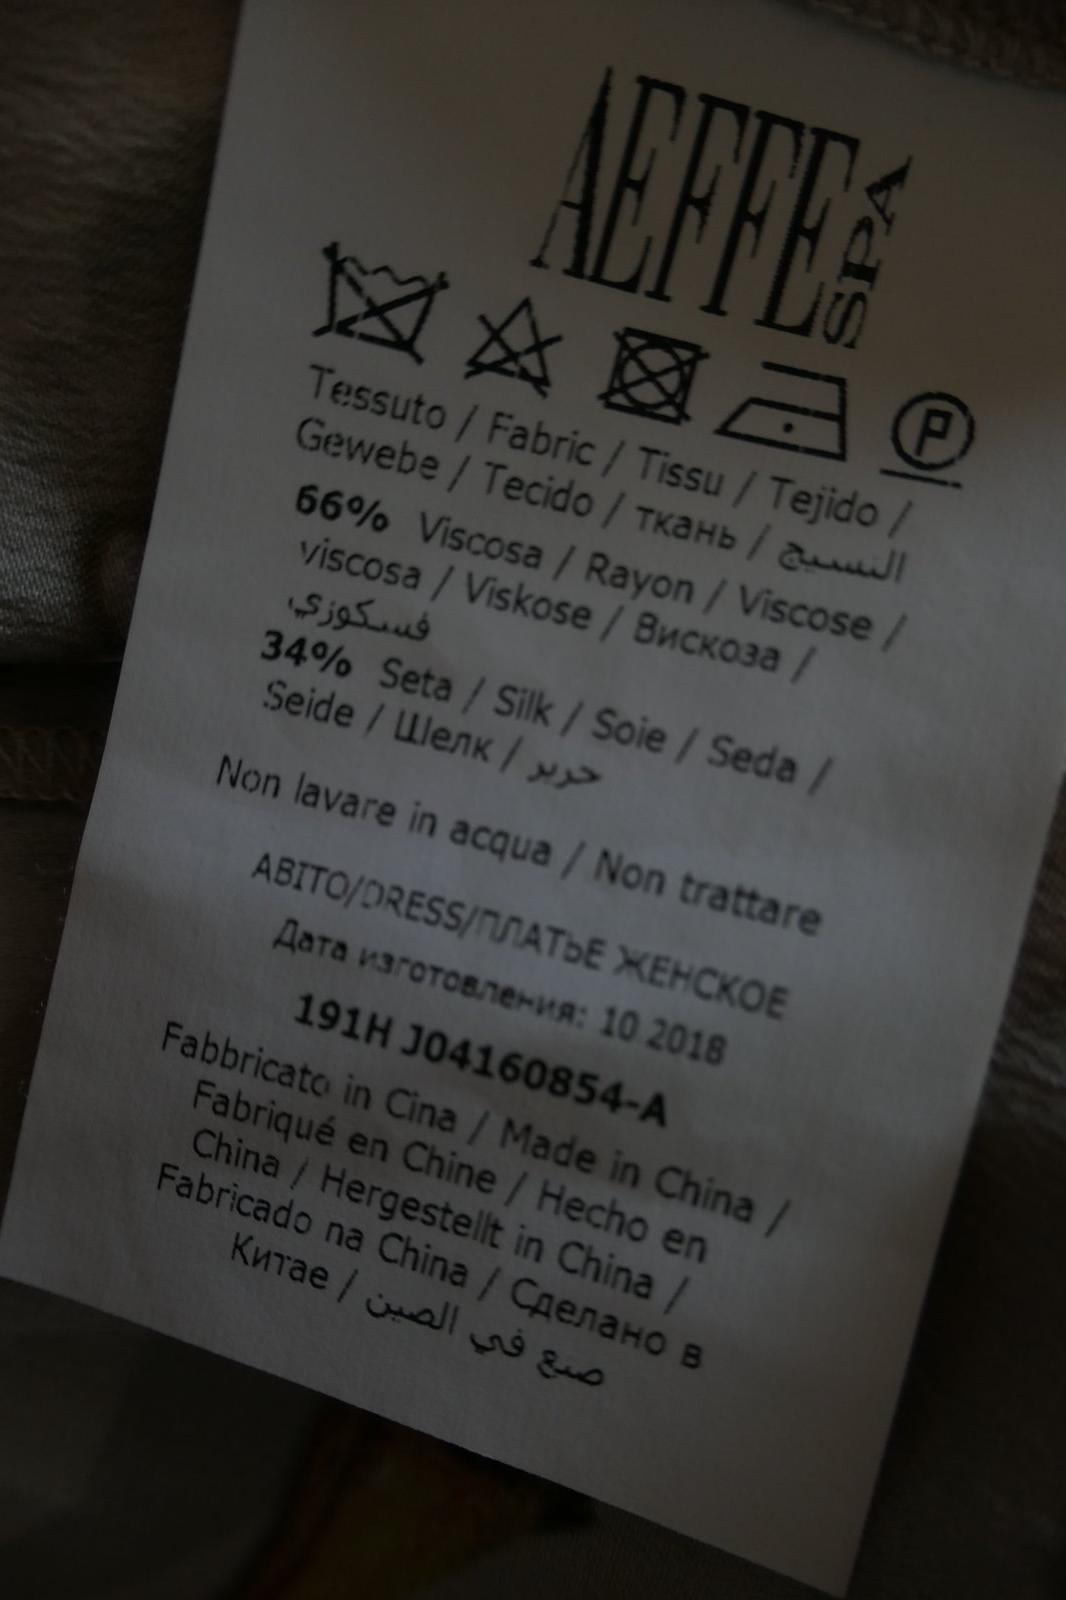 AEFFE SPA
P
Tessuto / Fabric / Tissu / Tejido /
Gewebe / Tecido / ткань / النسيج
66% Viscosa / Rayon / Viscose /
viscosa / Viskose / Вискоза /
فسكوزي
34% Seta / Silk / Soie / Seda /
Seide / Шелк / حرير
Non lavare in acqua / Non trattare
ABITO/DRESS/ПЛАТЬЕ ЖЕНСКОЕ
Дата изготовления: 10 2018
191H J04160854-A
Fabbricato in Cina / Made in China /
Fabriqué en Chine / Hecho en
China / Hergestellt in China /
Fabricado na China / Сделано в
Китае / صنع في الصين